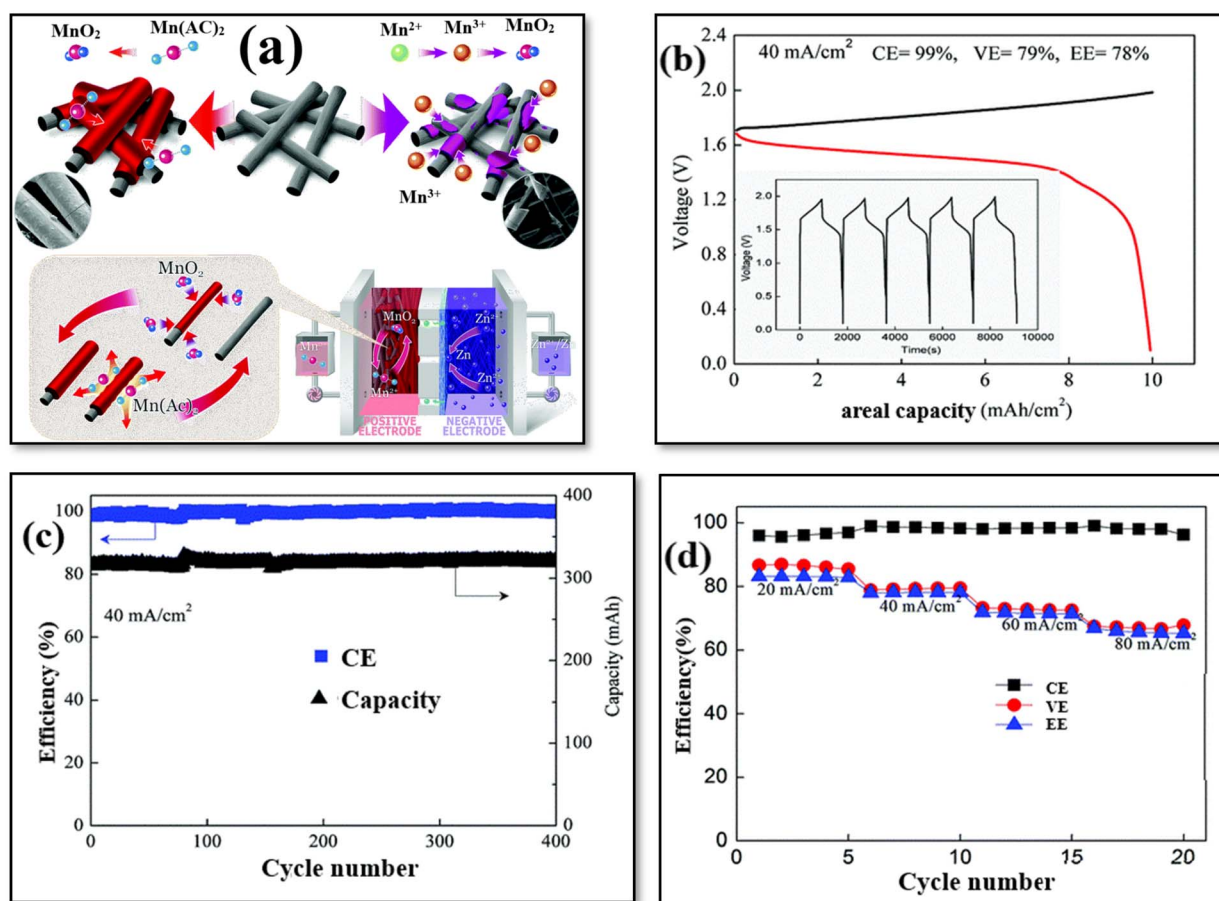 MnO₂ Mn(AC)₂ (a) Mn²⁺ Mn³⁺ MnO₂
Mn³⁺
MnO₂
Mn(Ac)₂
MnO₂
Mn²⁺
Zn²⁺
Zn
Zn²⁺
POSITIVE
ELECTRODE
NEGATIVE
ELECTRODE
(b)
40 mA/cm² CE= 99%, VE= 79%, EE= 78%
Voltage (V)
2.4
2.0
1.6
1.2
0.8
0.4
0.0
0 2 4 6 8 10
areal capacity (mAh/cm²)
Voltage (V)
2.0
1.5
1.0
0.5
0.0
0 2000 4000 6000 8000 10000
Time(s)
(c)
Efficiency (%)
100
80
60
40
20
0
40 mA/cm²
CE
Capacity
400
300
200
100
0
Capacity (mAh)
0 100 200 300 400
Cycle number
(d)
Efficiency(%)
100
80
60
40
20
0
20 mA/cm²
40 mA/cm²
60 mA/cm²
80 mA/cm²
CE
VE
EE
0 5 10 15 20
Cycle number